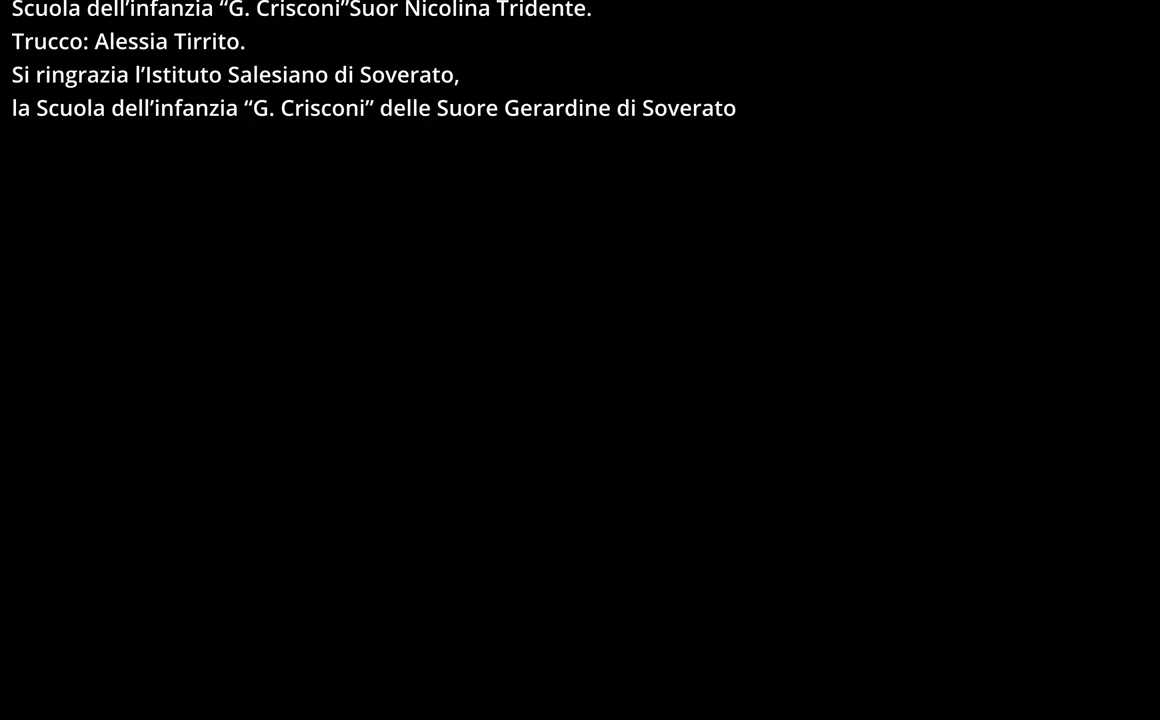 Scuola dell’infanzia “G. Crisconi”Suor Nicolina Tridente.
Trucco: Alessia Tirrito.
Si ringrazia l’Istituto Salesiano di Soverato,
la Scuola dell’infanzia “G. Crisconi” delle Suore Gerardine di Soverato